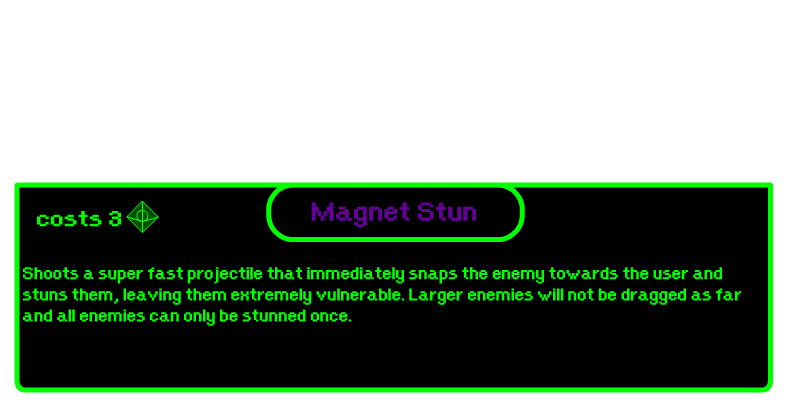 Magnet Stun
costs 3
Shoots a super fast projectile that immediately snaps the enemy towards the user and
stuns them, leaving them extremely vulnerable. Larger enemies will not be dragged as far
and all enemies can only be stunned once.